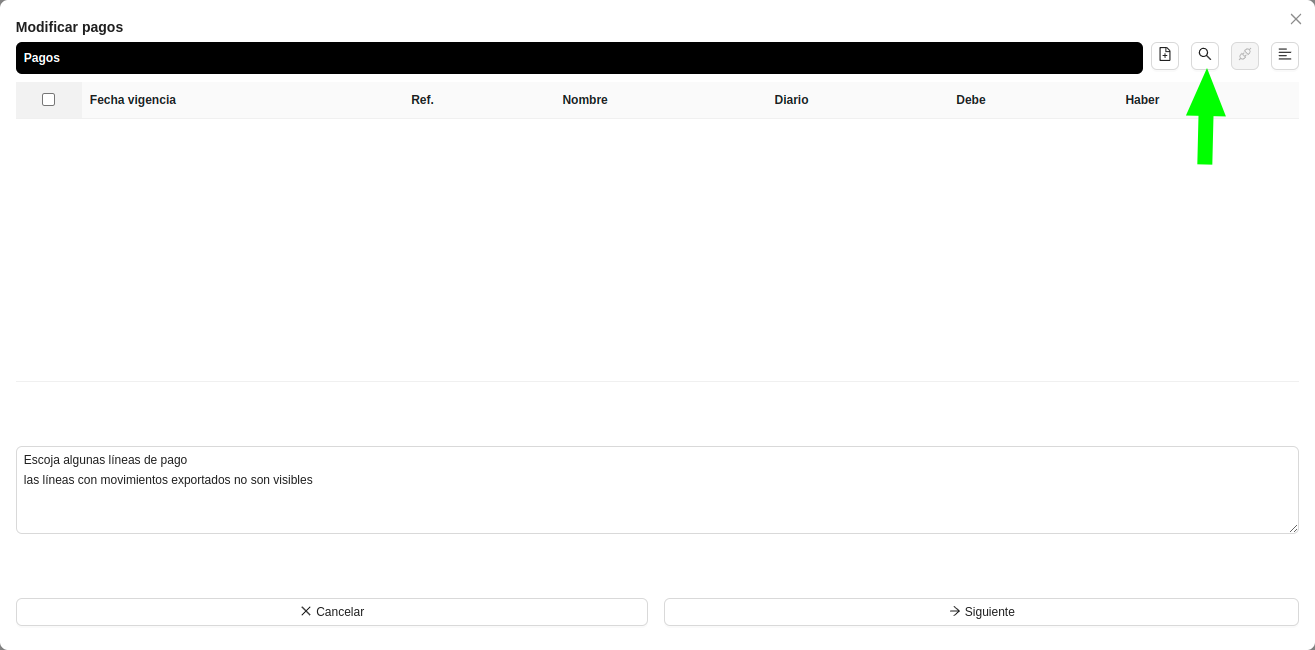 Modificar pagos
Pagos
Fecha vigencia Ref. Nombre Diario Debe Haber
Escoja algunas líneas de pago
las líneas con movimientos exportados no son visibles
Cancelar Siguiente